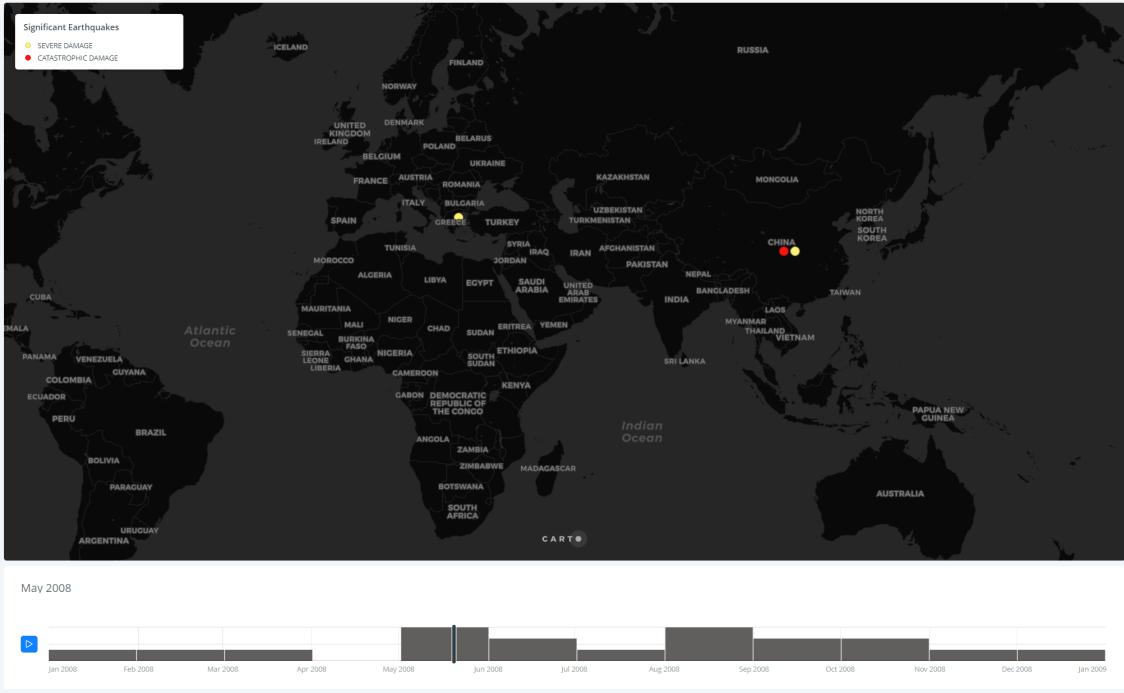 Significant Earthquakes
SEVERE DAMAGE
CATASTROPHIC DAMAGE
ICELAND
RUSSIA
FINLAND
NORWAY
UNITED
KINGDOM
DENMARK
IRELAND
BELARUS
POLAND
BELGIUM
UKRAINE
FRANCE
AUSTRIA
ROMANIA
KAZAKHSTAN
MONGOLIA
ITALY
BULGARIA
SPAIN
GREECE
TURKEY
UZBEKISTAN
TURKMENISTAN
NORTH
KOREA
SOUTH
KOREA
CHINA
TUNISIA
SYRIA
IRAQ
IRAN
AFGHANISTAN
MOROCCO
JORDAN
PAKISTAN
ALGERIA
LIBYA
EGYPT
SAUDI
ARABIA
UNITED
ARAB
EMIRATES
NEPAL
BANGLADESH
INDIA
TAIWAN
CUBA
MAURITANIA
LAOS
EMALA
Atlantic
Ocean
MALI
NIGER
CHAD
SUDAN
ERITREA
YEMEN
MYANMAR
THAILAND
VIETNAM
SENEGAL
BURKINA
FASO
PANAMA
VENEZUELA
SIERRA
LEONE
LIBERIA
GHANA
NIGERIA
SOUTH
SUDAN
ETHIOPIA
SRI LANKA
GUYANA
COLOMBIA
CAMEROON
KENYA
ECUADOR
GABON
DEMOCRATIC
REPUBLIC OF
THE CONGO
PERU
BRAZIL
PAPUA NEW
GUINEA
Indian
Ocean
ANGOLA
ZAMBIA
BOLIVIA
ZIMBABWE
MADAGASCAR
PARAGUAY
BOTSWANA
AUSTRALIA
SOUTH
AFRICA
URUGUAY
ARGENTINA
CARTO
May 2008
Jan 2008
Feb 2008
Mar 2008
Apr 2008
May 2008
Jun 2008
Jul 2008
Aug 2008
Sep 2008
Oct 2008
Nov 2008
Dec 2008
Jan 2009